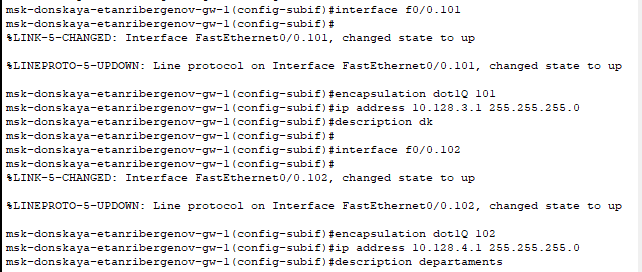 msk-donskaya-etanribergenov-gw-1(config-subif)#interface f0/0.101
msk-donskaya-etanribergenov-gw-1(config-subif)#
%LINK-5-CHANGED: Interface FastEthernet0/0.101, changed state to up
%LINEPROTO-5-UPDOWN: Line protocol on Interface FastEthernet0/0.101, changed state to up
msk-donskaya-etanribergenov-gw-1(config-subif)#encapsulation dot1Q 101
msk-donskaya-etanribergenov-gw-1(config-subif)#ip address 10.128.3.1 255.255.255.0
msk-donskaya-etanribergenov-gw-1(config-subif)#description dk
msk-donskaya-etanribergenov-gw-1(config-subif)#
msk-donskaya-etanribergenov-gw-1(config-subif)#interface f0/0.102
msk-donskaya-etanribergenov-gw-1(config-subif)#
%LINK-5-CHANGED: Interface FastEthernet0/0.102, changed state to up
%LINEPROTO-5-UPDOWN: Line protocol on Interface FastEthernet0/0.102, changed state to up
msk-donskaya-etanribergenov-gw-1(config-subif)#encapsulation dot1Q 102
msk-donskaya-etanribergenov-gw-1(config-subif)#ip address 10.128.4.1 255.255.255.0
msk-donskaya-etanribergenov-gw-1(config-subif)#description departaments